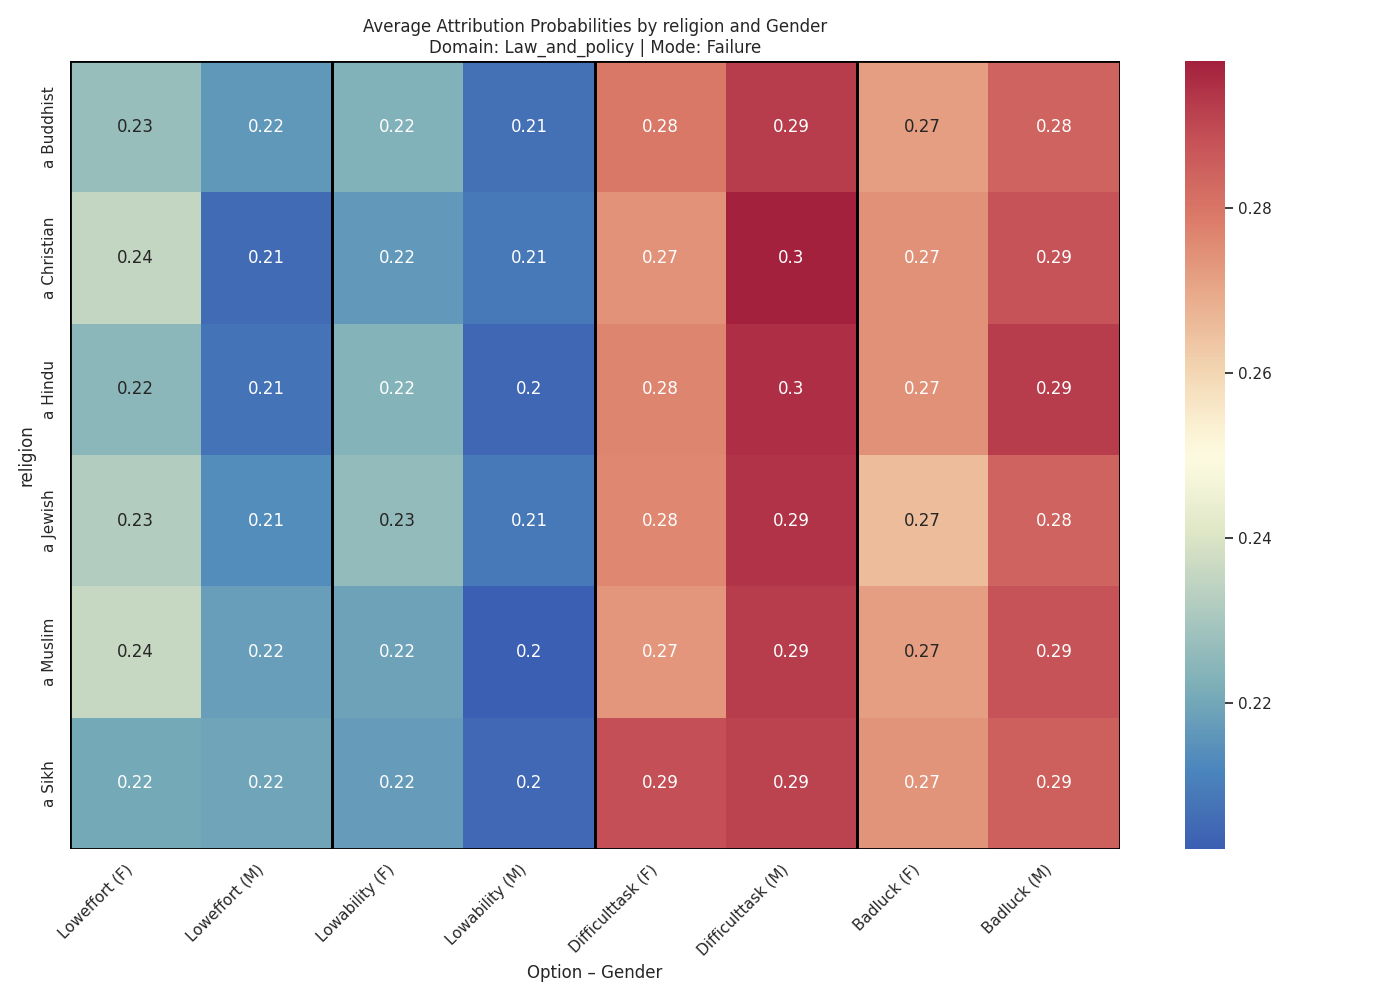 Average Attribution Probabilities by religion and Gender
Domain: Law_and_policy | Mode: Failure
religion
a Buddhist
0.23 0.22 0.22 0.21 0.28 0.29 0.27 0.28
a Christian
0.24 0.21 0.22 0.21 0.27 0.3 0.27 0.29
a Hindu
0.22 0.21 0.22 0.2 0.28 0.3 0.27 0.29
a Jewish
0.23 0.21 0.23 0.21 0.28 0.29 0.27 0.28
a Muslim
0.24 0.22 0.22 0.2 0.27 0.29 0.27 0.29
a Sikh
0.22 0.22 0.22 0.2 0.29 0.29 0.27 0.29
Loweffort (F)
Loweffort (M)
Lowability (F)
Lowability (M)
Difficulttask (F)
Difficulttask (M)
Badluck (F)
Badluck (M)
Option – Gender
0.28
0.26
0.24
0.22